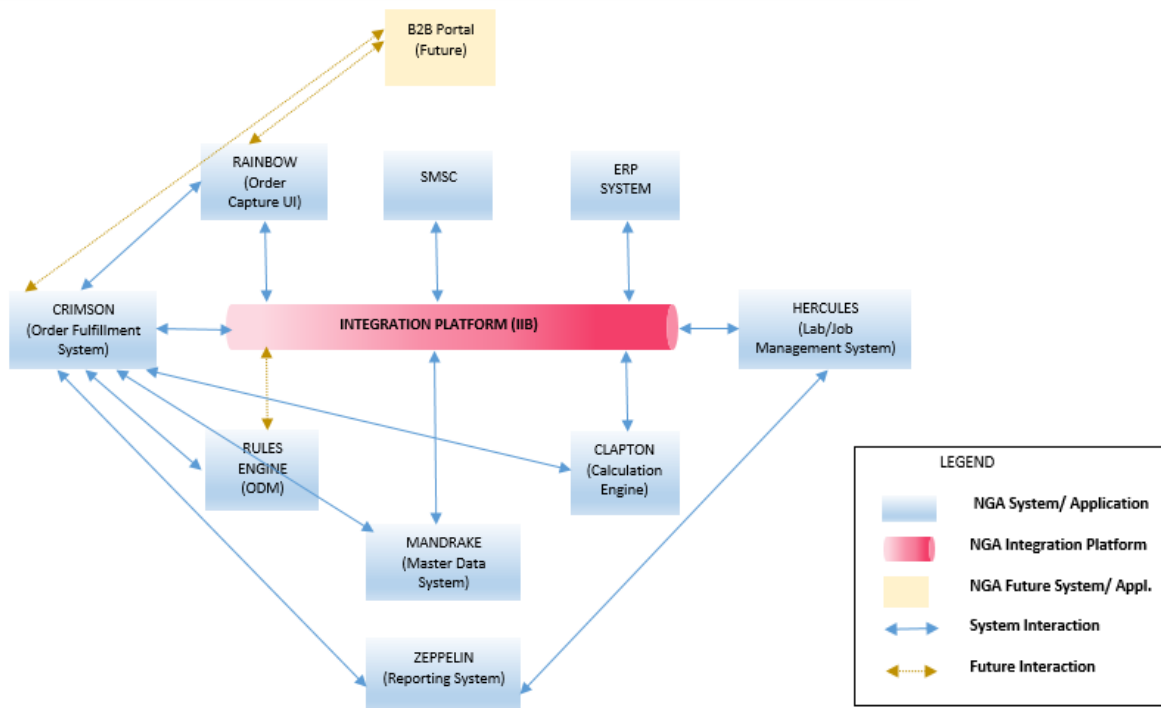 B2B Portal
(Future)
RAINBOW
(Order
Capture UI)
SMSC
ERP
SYSTEM
CRIMSON
(Order Fulfillment
System)
INTEGRATION PLATFORM (IIB)
HERCULES
(Lab/Job
Management System)
RULES
ENGINE
(ODM)
CLAPTON
(Calculation
Engine)
MANDRAKE
(Master Data
System)
ZEPPELIN
(Reporting System)
LEGEND
NGA System/ Application
NGA Integration Platform
NGA Future System/ Appl.
System Interaction
Future Interaction